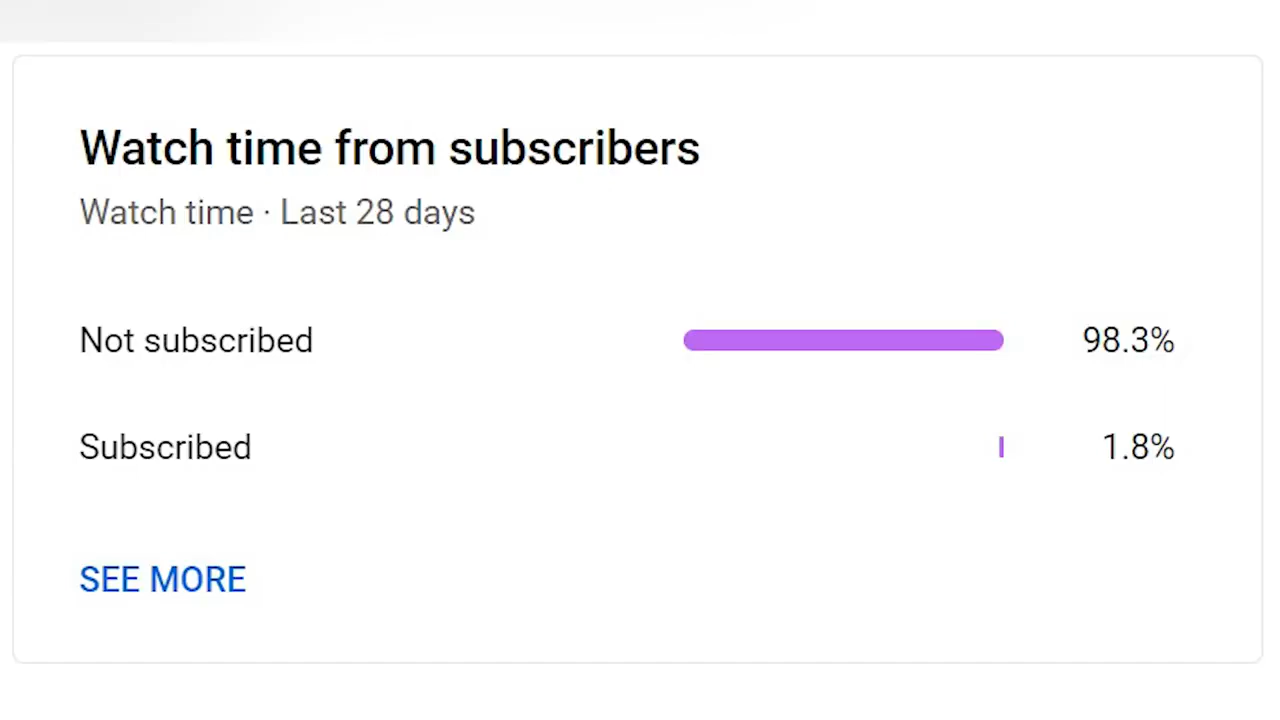 Watch time from subscribers
Watch time · Last 28 days
Not subscribed 98.3%
Subscribed 1.8%
SEE MORE